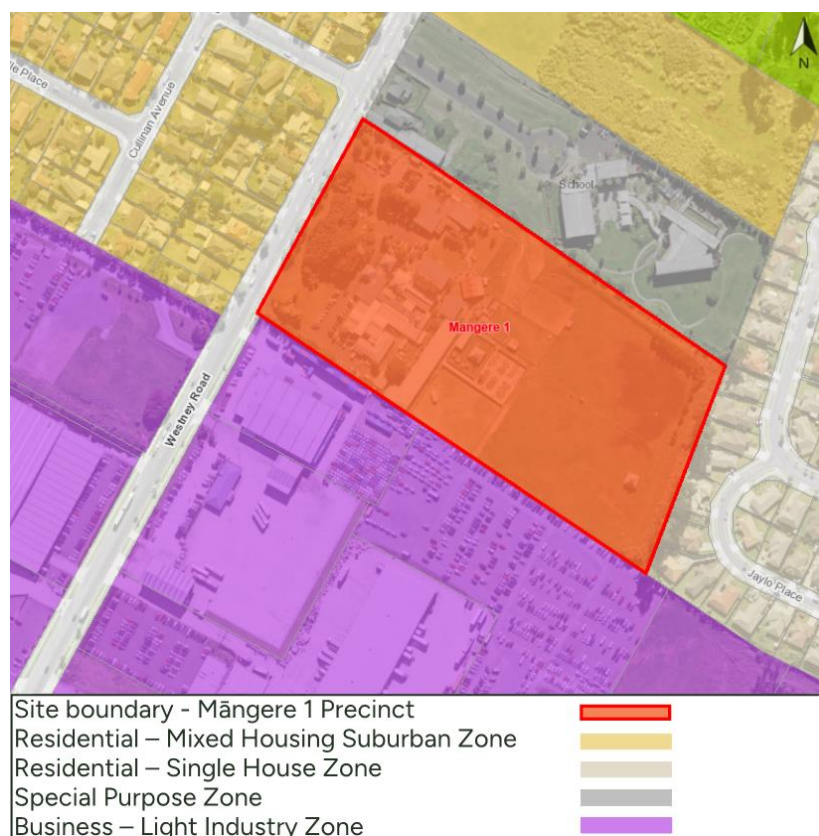 N
Cullinan Avenue
School
Mangere 1
Westney Road
Jaylo Place
Site boundary - Māngere 1 Precinct
Residential – Mixed Housing Suburban Zone
Residential – Single House Zone
Special Purpose Zone
Business – Light Industry Zone